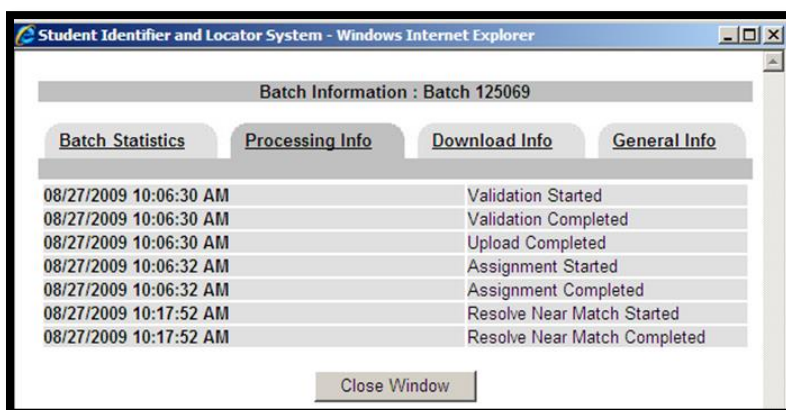 Student Identifier and Locator System - Windows Internet Explorer
Batch Information : Batch 125069
Batch Statistics Processing Info Download Info General Info
08/27/2009 10:06:30 AM Validation Started
08/27/2009 10:06:30 AM Validation Completed
08/27/2009 10:06:30 AM Upload Completed
08/27/2009 10:06:32 AM Assignment Started
08/27/2009 10:06:32 AM Assignment Completed
08/27/2009 10:17:52 AM Resolve Near Match Started
08/27/2009 10:17:52 AM Resolve Near Match Completed
Close Window